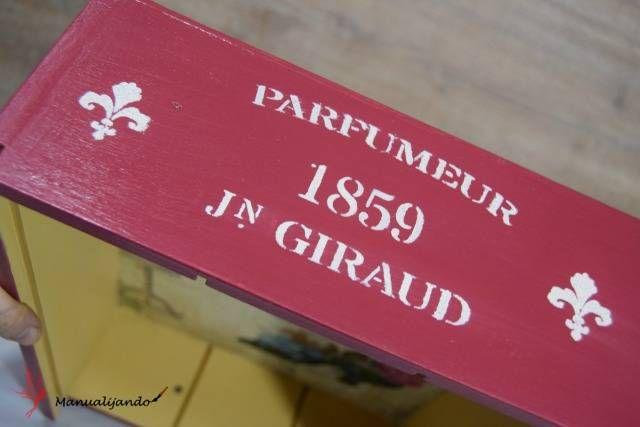 PARFUMEUR
1859
JN. GIRAUD
Manualijando